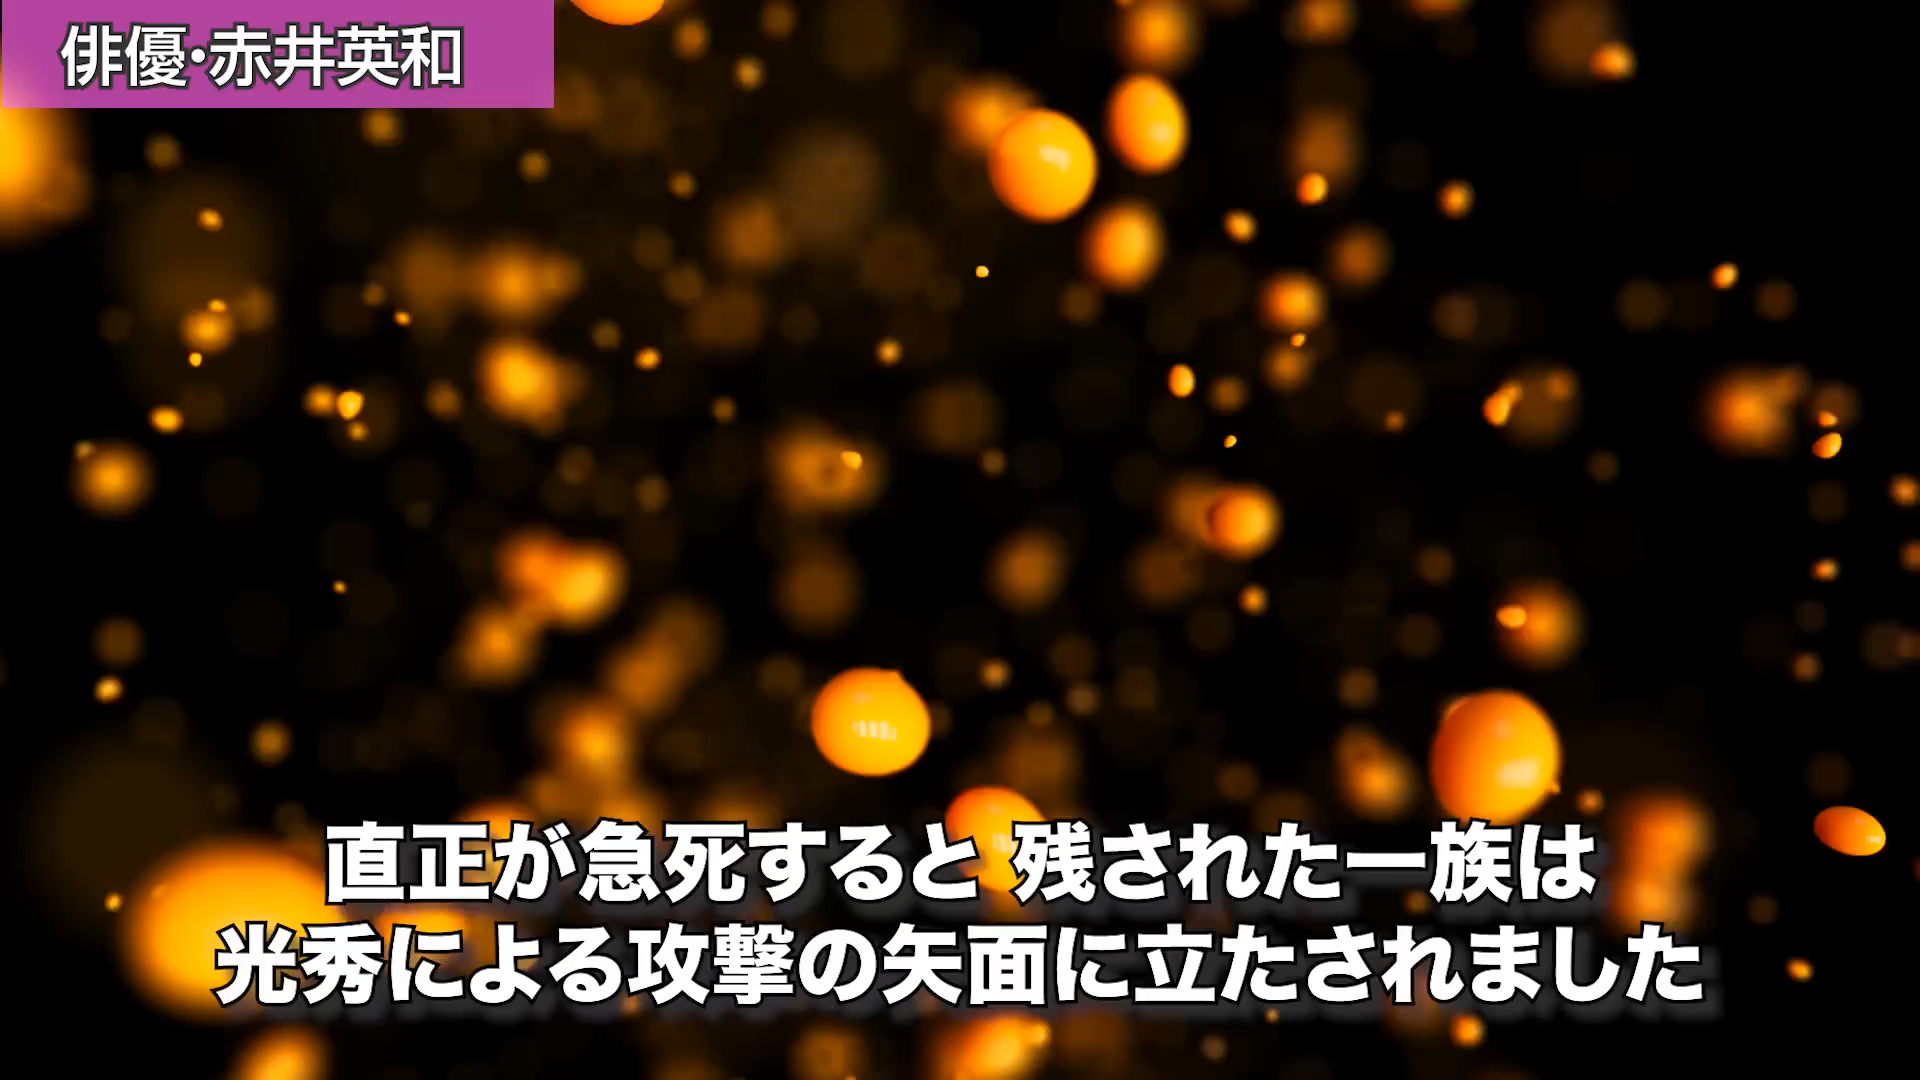 俳優・赤井英和
直正が急死すると 残された一族は
光秀による攻撃の矢面に立たされました